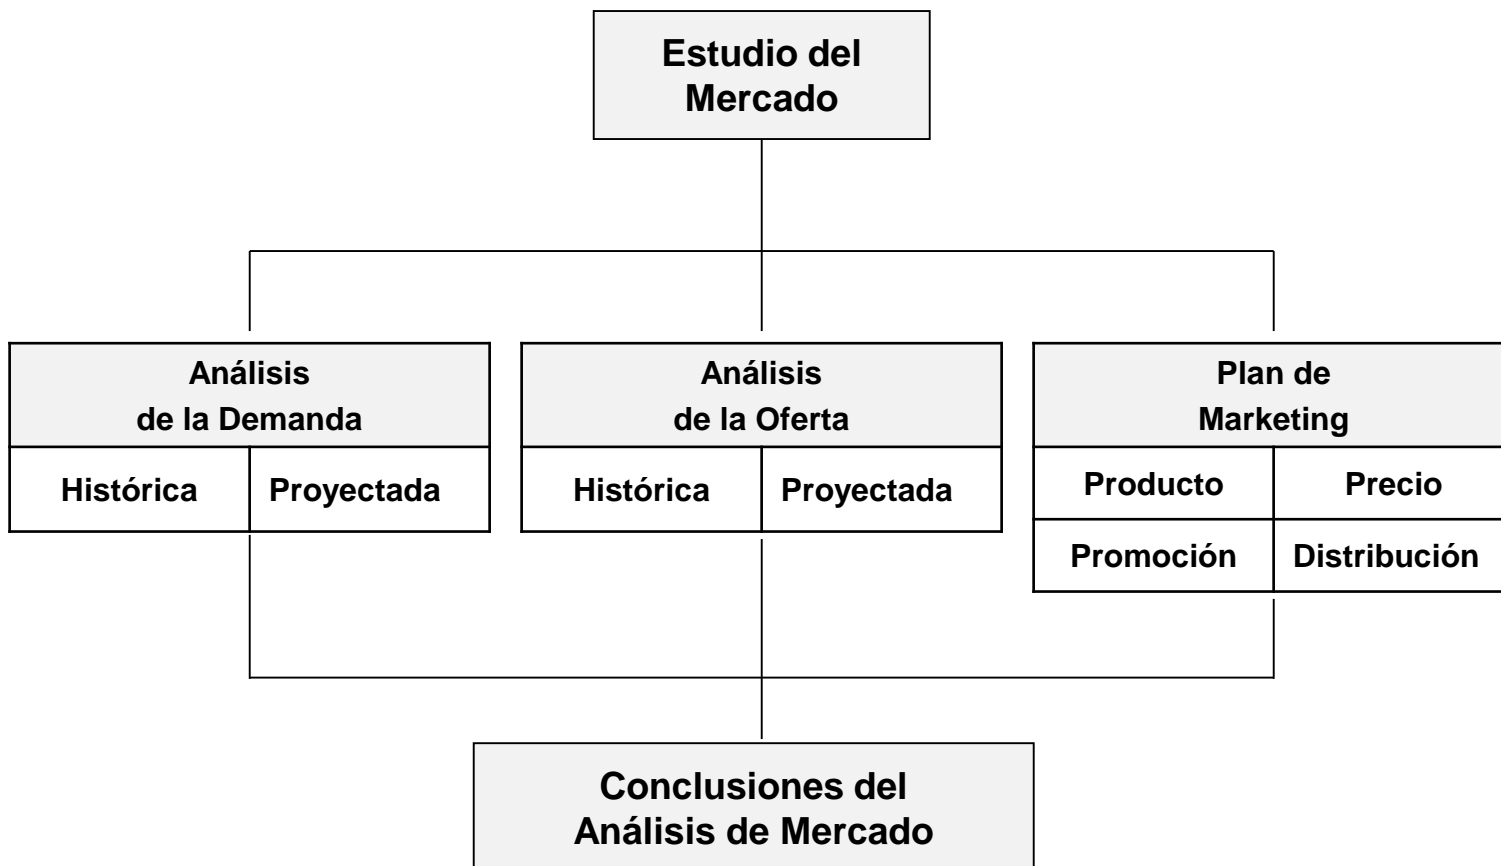 Estudio del
Mercado
Análisis
de la Demanda
Histórica
Proyectada
Análisis
de la Oferta
Histórica
Proyectada
Plan de
Marketing
Producto
Precio
Promoción
Distribución
Conclusiones del
Análisis de Mercado